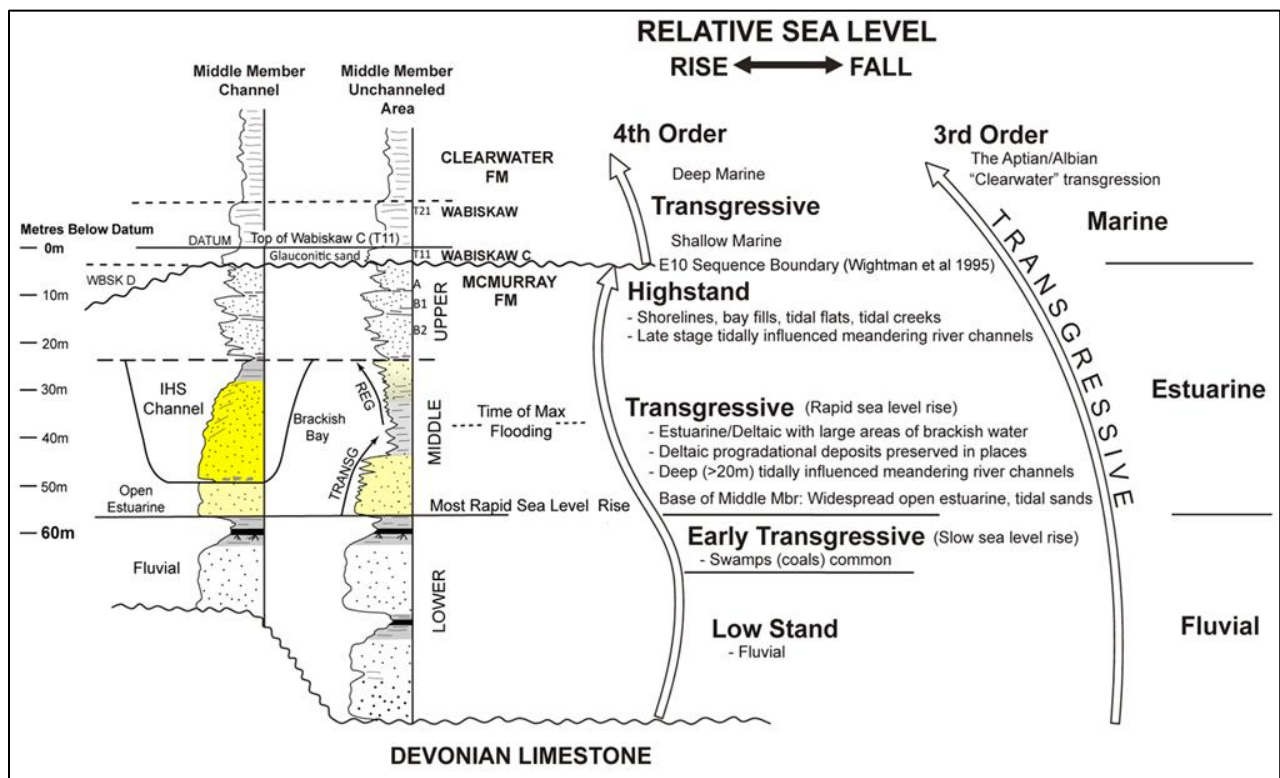 RELATIVE SEA LEVEL
RISE FALL
Middle Member
Channel
Middle Member
Unchanneled
Area
4th Order
3rd Order
The Aptian/Albian
“Clearwater” transgression
CLEARWATER
FM
Deep Marine
T21 WABISKAW
Transgressive
Marine
Metres Below Datum
0m
DATUM
Top of Wabiskaw C (T11)
Shallow Marine
Glauconitic sand
T11 WABISKAW C
E10 Sequence Boundary (Wightman et al 1995)
WBSK D
MCMURRAY
FM
A
B1
B2
UPPER
10m
20m
Highstand
- Shorelines, bay fills, tidal flats, tidal creeks
- Late stage tidally influenced meandering river channels
TRANSGRESSIVE
Estuarine
30m
IHS
Channel
REG
Brackish
Bay
40m
MIDDLE
Time of Max
Flooding
Transgressive (Rapid sea level rise)
- Estuarine/Deltaic with large areas of brackish water
- Deltaic progradational deposits preserved in places
- Deep (>20m) tidally influenced meandering river channels
TRANSG
50m
Open
Estuarine
Most Rapid Sea Level Rise
Base of Middle Mbr: Widespread open estuarine, tidal sands
60m
Early Transgressive (Slow sea level rise)
- Swamps (coals) common
Fluvial
LOWER
Low Stand
- Fluvial
Fluvial
DEVONIAN LIMESTONE